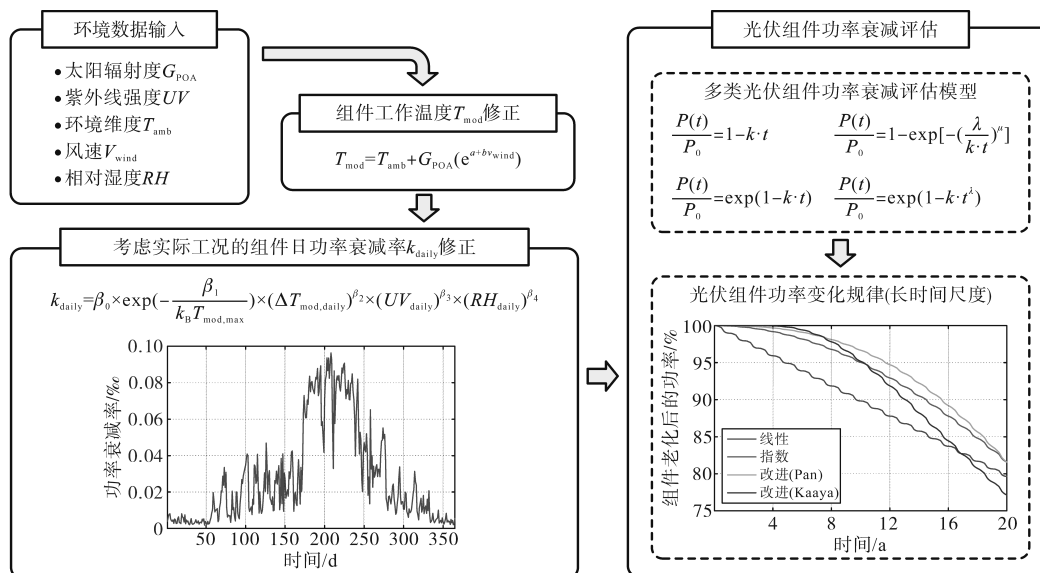 环境数据输入
•太阳辐射度G_POA
•紫外线强度UV
•环境维度T_amb
•风速V_wind
•相对湿度RH
组件工作温度T_mod修正
T_mod=T_amb+G_POA(e^{a+bv_wind})
考虑实际工况的组件日功率衰减率k_daily修正
k_daily=β_0×exp(-β_1/(k_B T_mod,max))×(ΔT_mod,daily)^{β_2}×(UV_daily)^{β_3}×(RH_daily)^{β_4}
功率衰减率/‰
0.10
0.08
0.06
0.04
0.02
0
50 100 150 200 250 300 350
时间/d
光伏组件功率衰减评估
多类光伏组件功率衰减评估模型
P(t)/P_0=1-k·t
P(t)/P_0=1-exp[-(λ/(k·t))^u]
P(t)/P_0=exp(1-k·t)
P(t)/P_0=exp(1-k·t^λ)
光伏组件功率变化规律(长时间尺度)
组件老化后的功率/%
100
95
90
85
80
75
线性
指数
改进(Pan)
改进(Kaaya)
4 8 12 16 20
时间/a